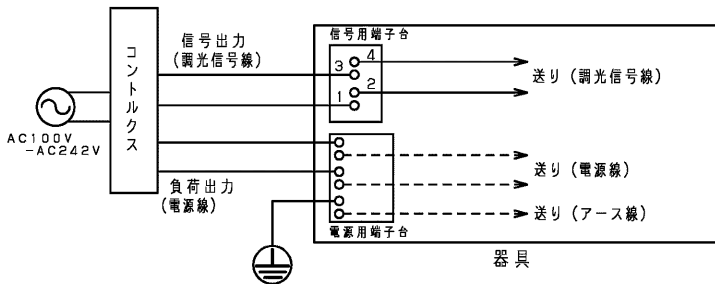 信号用端子台
信号出力
(調光信号線)
コントルクス
4
3
2
1
送り(調光信号線)
AC100V
-AC242V
負荷出力
(電源線)
送り(電源線)
送り(アース線)
電源用端子台
器具